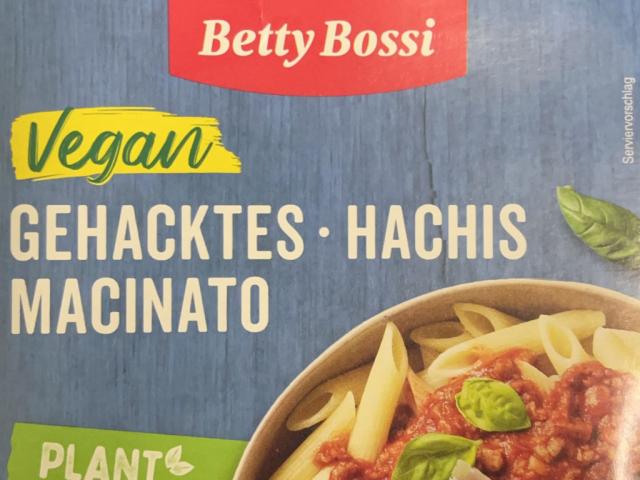 Betty Bossi
Serviervorschlag
Vegan
GEHACKTES · HACHIS
MACINATO
PLANT